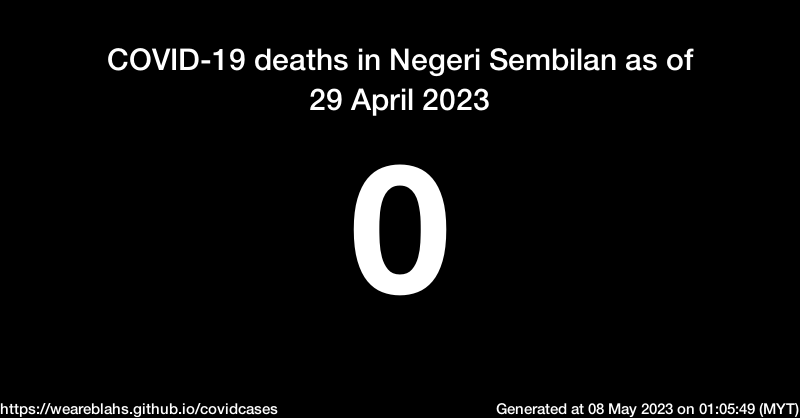 COVID-19 deaths in Negeri Sembilan as of
29 April 2023
0
https://weareblahs.github.io/covidcases
Generated at 08 May 2023 on 01:05:49 (MYT)